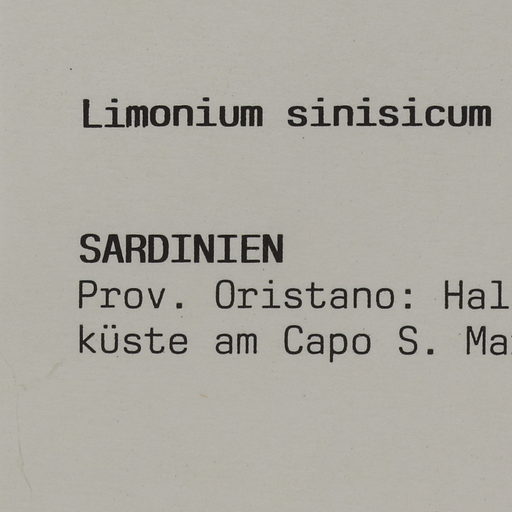 Limonium sinisicum
SARDINIEN
Prov. Oristano: Hal
küste am Capo S. Ma